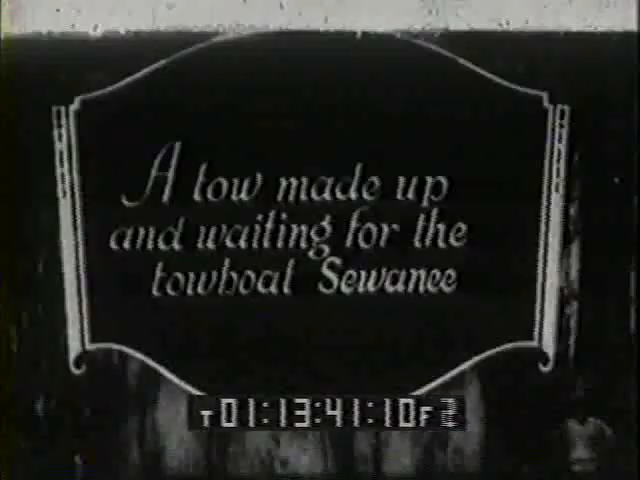 A tow made up
and waiting for the
towboat Sewanee
T01:13:41:10F2